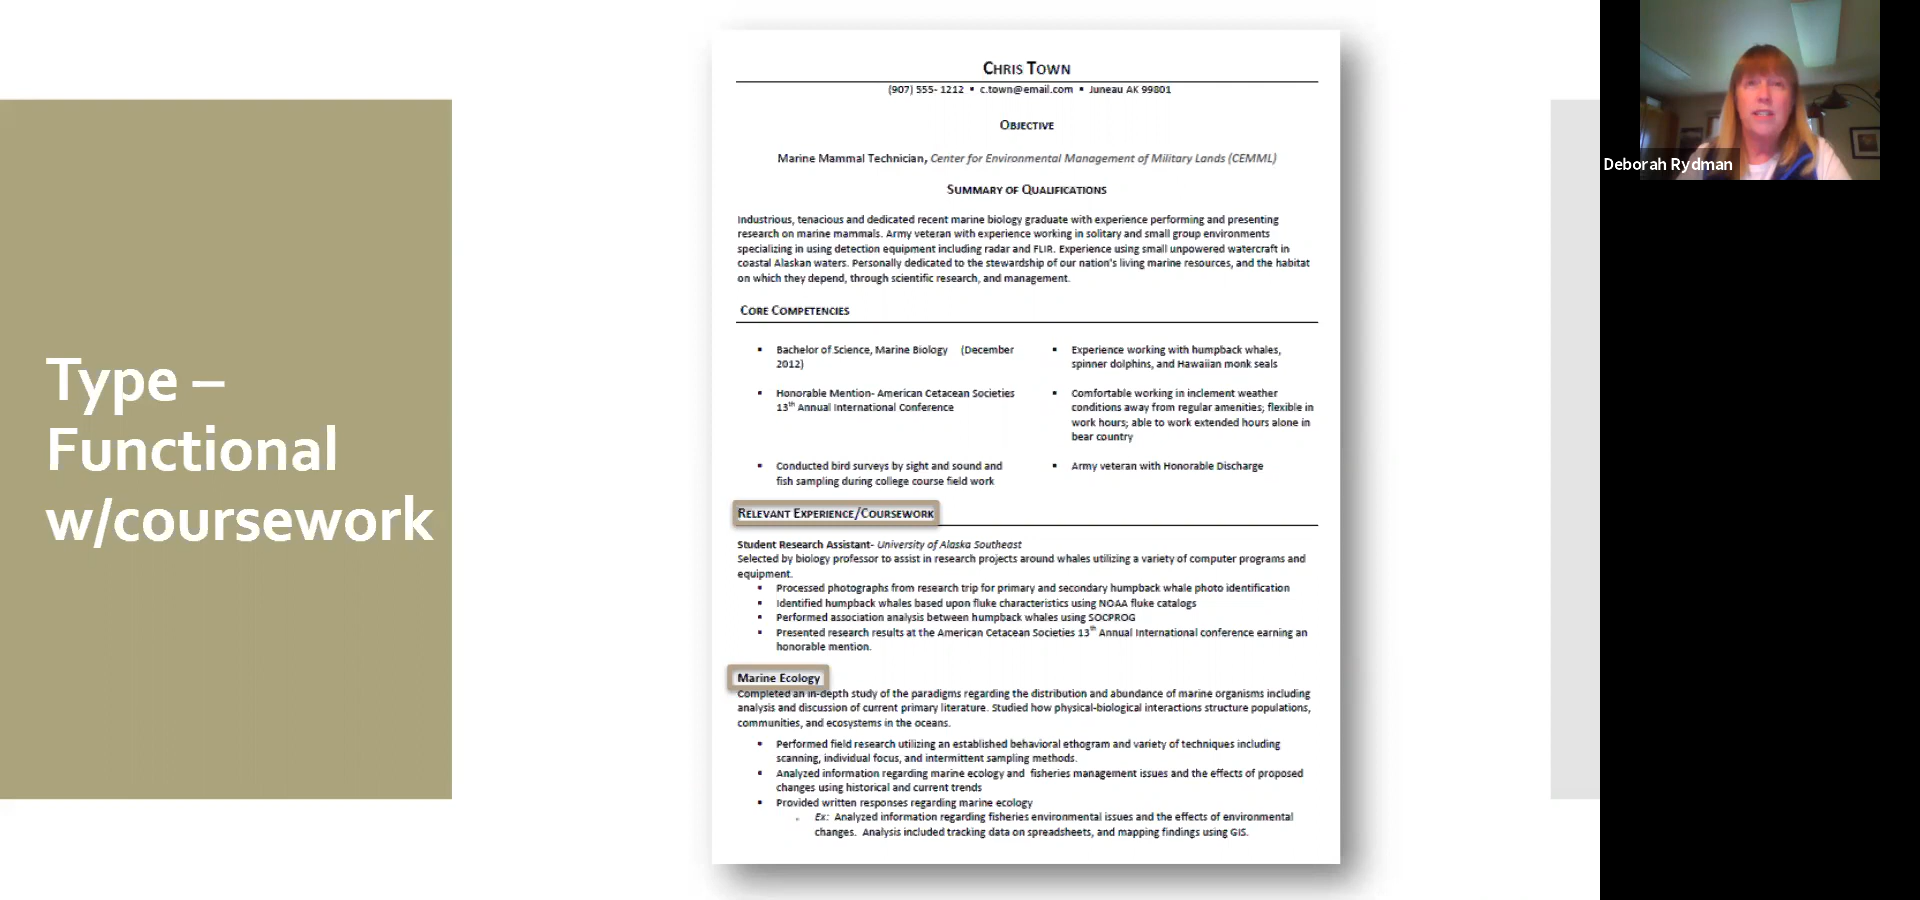 Type –
Functional
w/coursework
CHRIS TOWN
(907) 555- 1212 ▪ c.town@email.com ▪ Juneau AK 99801
OBJECTIVE
Marine Mammal Technician, Center for Environmental Management of Military Lands (CEMML)
SUMMARY OF QUALIFICATIONS
Industrious, tenacious and dedicated recent marine biology graduate with experience performing and presenting
research on marine mammals. Army veteran with experience working in solitary and small group environments
specializing in using detection equipment including radar and FLIR. Experience using small unpowered watercraft in
coastal Alaskan waters. Personally dedicated to the stewardship of our nation's living marine resources, and the habitat
on which they depend, through scientific research, and management.
CORE COMPETENCIES
▪ Bachelor of Science, Marine Biology (December
2012)
▪ Honorable Mention- American Cetacean Societies
13th Annual International Conference
▪ Conducted bird surveys by sight and sound and
fish sampling during college course field work
▪ Experience working with humpback whales,
spinner dolphins, and Hawaiian monk seals
▪ Comfortable working in inclement weather
conditions away from regular amenities; flexible in
work hours; able to work extended hours alone in
bear country
▪ Army veteran with Honorable Discharge
RELEVANT EXPERIENCE/COURSEWORK
Student Research Assistant- University of Alaska Southeast
Selected by biology professor to assist in research projects around whales utilizing a variety of computer programs and
equipment.
▪ Processed photographs from research trip for primary and secondary humpback whale photo identification
▪ Identified humpback whales based upon fluke characteristics using NOAA fluke catalogs
▪ Performed association analysis between humpback whales using SOCPROG
▪ Presented research results at the American Cetacean Societies 13th Annual International conference earning an
honorable mention.
Marine Ecology
Completed an in-depth study of the paradigms regarding the distribution and abundance of marine organisms including
analysis and discussion of current primary literature. Studied how physical-biological interactions structure populations,
communities, and ecosystems in the oceans.
▪ Performed field research utilizing an established behavioral ethogram and variety of techniques including
scanning, individual focus, and intermittent sampling methods.
▪ Analyzed information regarding marine ecology and fisheries management issues and the effects of proposed
changes using historical and current trends
▪ Provided written responses regarding marine ecology
Ex: Analyzed information regarding fisheries environmental issues and the effects of environmental
changes. Analysis included tracking data on spreadsheets, and mapping findings using GIS.
Deborah Rydman